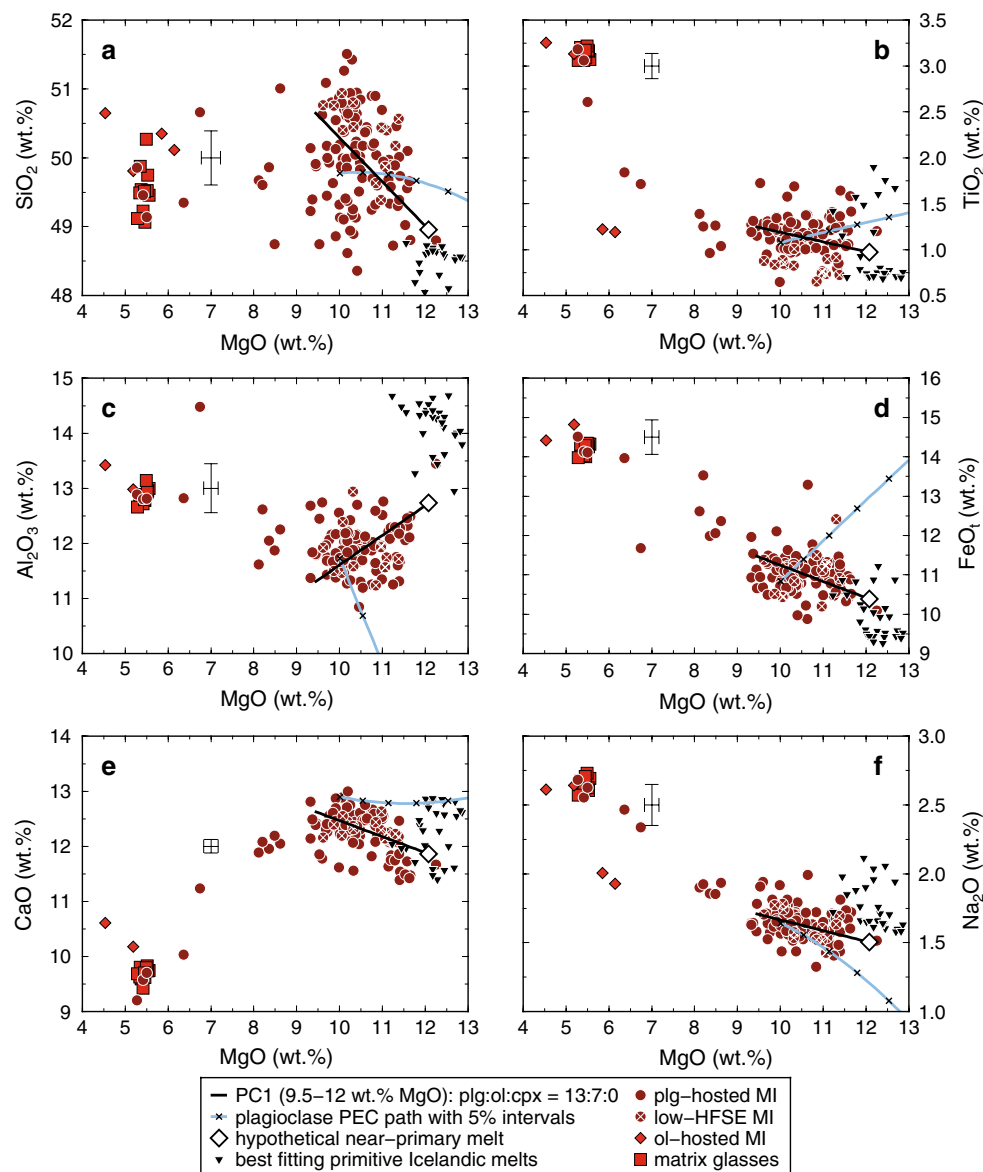 52
51
50
49
48
SiO2 (wt.%)
a
4 5 6 7 8 9 10 11 12 13
MgO (wt.%)
b
3.5
3.0
2.5
2.0
1.5
1.0
0.5
TiO2 (wt.%)
4 5 6 7 8 9 10 11 12 13
MgO (wt.%)
15
14
13
12
11
10
Al2O3 (wt.%)
c
4 5 6 7 8 9 10 11 12 13
MgO (wt.%)
d
16
15
14
13
12
11
10
9
FeOt (wt.%)
4 5 6 7 8 9 10 11 12 13
MgO (wt.%)
14
13
12
11
10
9
CaO (wt.%)
e
4 5 6 7 8 9 10 11 12 13
MgO (wt.%)
f
3.0
2.5
2.0
1.5
1.0
Na2O (wt.%)
4 5 6 7 8 9 10 11 12 13
MgO (wt.%)
PC1 (9.5−12 wt.% MgO): plg:ol:cpx = 13:7:0
plagioclase PEC path with 5% intervals
hypothetical near−primary melt
best fitting primitive Icelandic melts
plg−hosted MI
low−HFSE MI
ol−hosted MI
matrix glasses